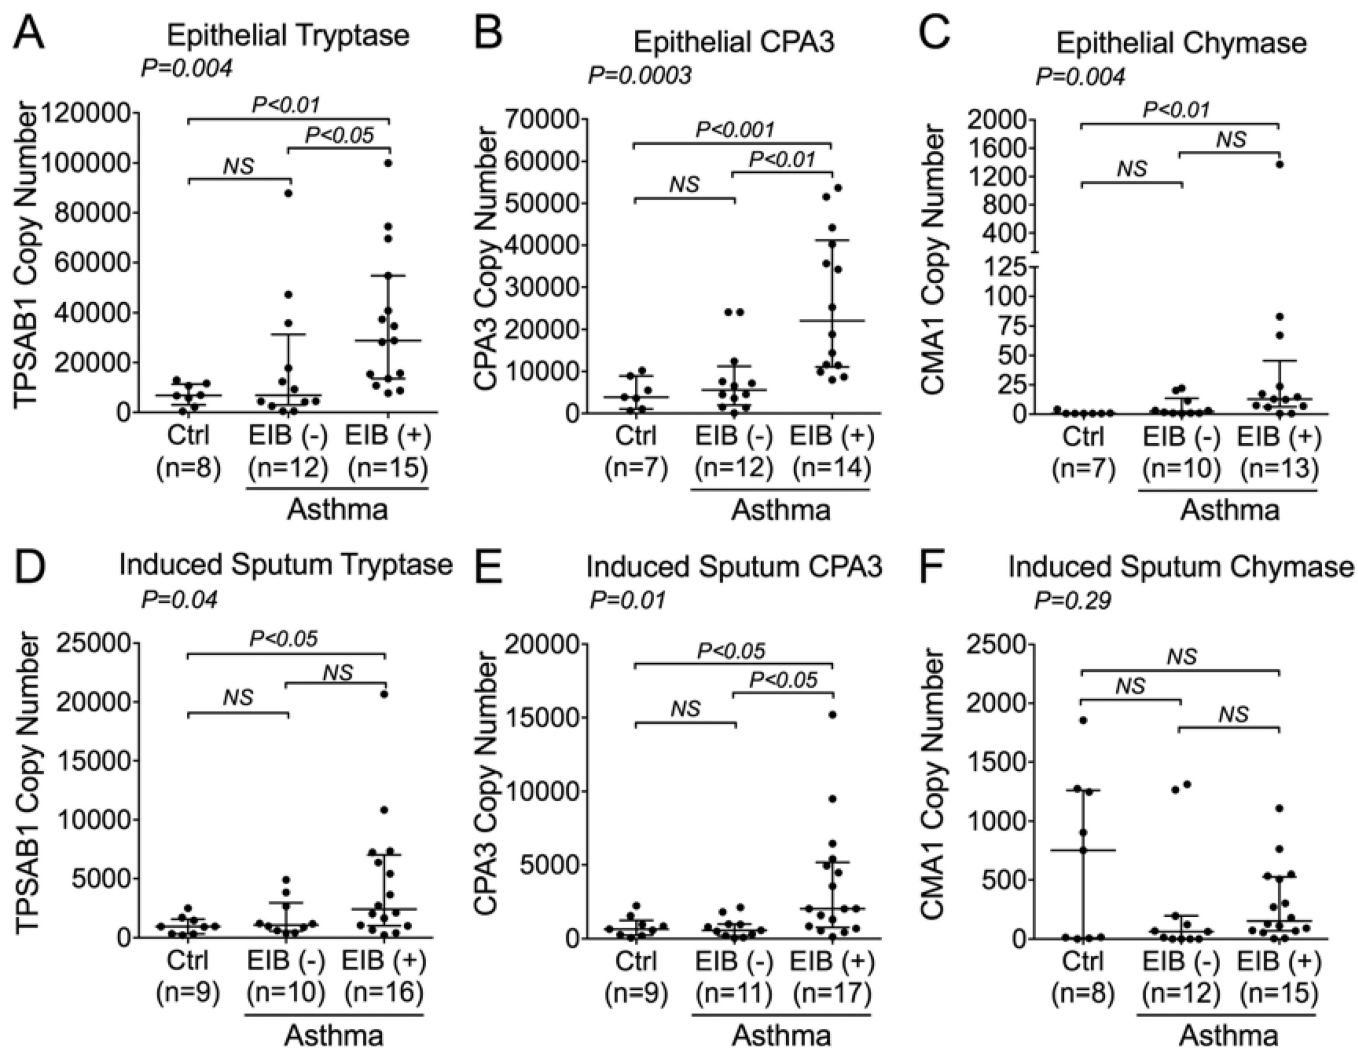 A
Epithelial Tryptase
P=0.004
P<0.01
P<0.05
NS
TPSAB1 Copy Number
120000
100000
80000
60000
40000
20000
0
Ctrl
EIB (-)
EIB (+)
(n=8)
(n=12)
(n=15)
Asthma
B
Epithelial CPA3
P=0.0003
P<0.001
P<0.01
NS
CPA3 Copy Number
70000
60000
50000
40000
30000
20000
10000
0
Ctrl
EIB (-)
EIB (+)
(n=7)
(n=12)
(n=14)
Asthma
C
Epithelial Chymase
P=0.004
P<0.01
NS
NS
CMA1 Copy Number
2000
1600
1200
800
400
125
100
75
50
25
0
Ctrl
EIB (-)
EIB (+)
(n=7)
(n=10)
(n=13)
Asthma
D
Induced Sputum Tryptase
P=0.04
P<0.05
NS
NS
TPSAB1 Copy Number
25000
20000
15000
10000
5000
0
Ctrl
EIB (-)
EIB (+)
(n=9)
(n=10)
(n=16)
Asthma
E
Induced Sputum CPA3
P=0.01
P<0.05
P<0.05
NS
CPA3 Copy Number
20000
15000
10000
5000
0
Ctrl
EIB (-)
EIB (+)
(n=9)
(n=11)
(n=17)
Asthma
F
Induced Sputum Chymase
P=0.29
NS
NS
NS
CMA1 Copy Number
2500
2000
1500
1000
500
0
Ctrl
EIB (-)
EIB (+)
(n=8)
(n=12)
(n=15)
Asthma